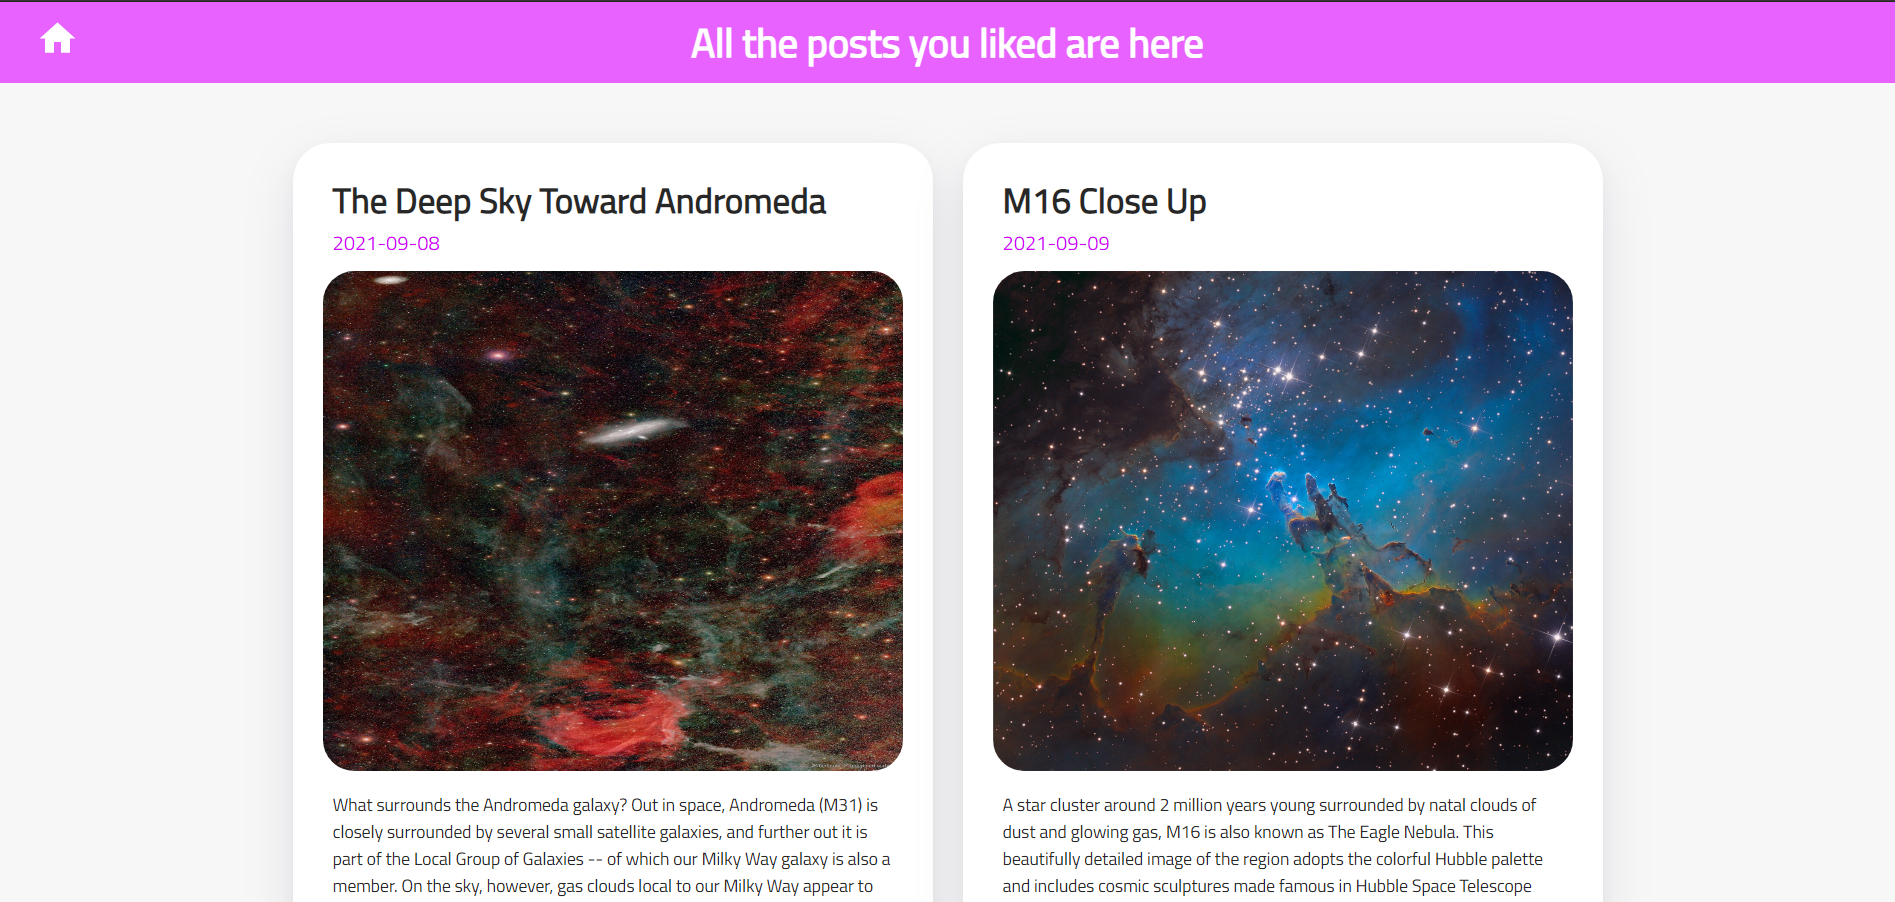 All the posts you liked are here
The Deep Sky Toward Andromeda
2021-09-08
What surrounds the Andromeda galaxy? Out in space, Andromeda (M31) is
closely surrounded by several small satellite galaxies, and further out it is
part of the Local Group of Galaxies -- of which our Milky Way galaxy is also a
member. On the sky, however, gas clouds local to our Milky Way appear to
M16 Close Up
2021-09-09
A star cluster around 2 million years young surrounded by natal clouds of
dust and glowing gas, M16 is also known as The Eagle Nebula. This
beautifully detailed image of the region adopts the colorful Hubble palette
and includes cosmic sculptures made famous in Hubble Space Telescope